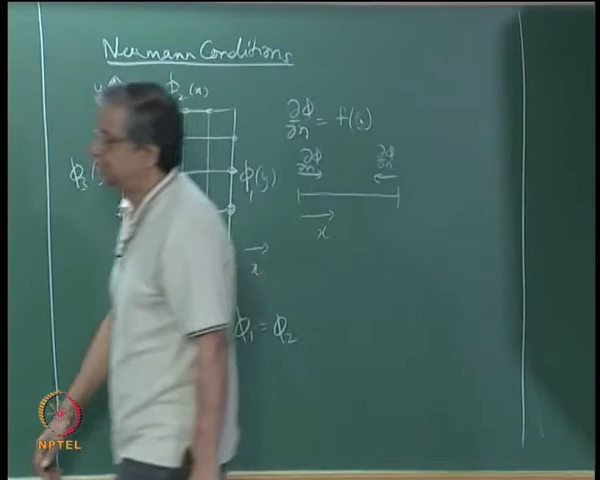 Neumann Conditions
y
ϕ₂(x)
∂ϕ/∂n = f(s)
ϕ₃(
ϕ₁(y)
∂ϕ/∂n
∂ϕ/∂n
x
x
ϕ₁ = ϕ₂
NPTEL